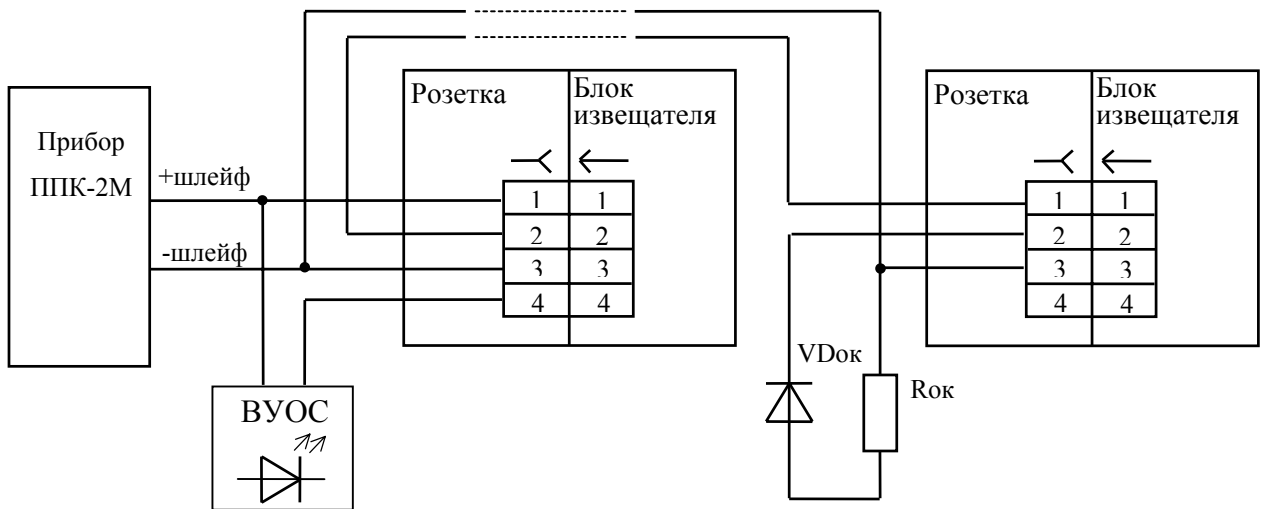 Розетка
Блок
извещателя
Розетка
Блок
извещателя
Прибор
ППК-2М
+шлейф
-шлейф
1 1
2 2
3 3
4 4
1 1
2 2
3 3
4 4
VDок
Rок
ВУОС